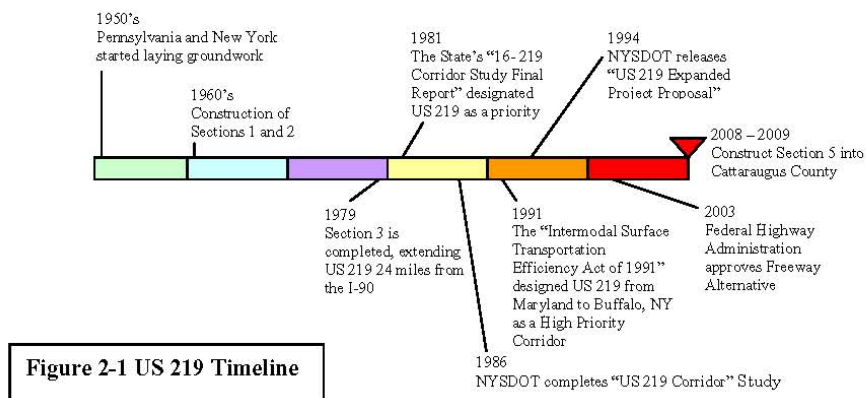 1950's
Pennsylvania and New York
started laying groundwork
1960's
Construction of
Sections 1 and 2
1981
The State's "16-219
Corridor Study Final
Report" designated
US 219 as a priority
1994
NYSDOT releases
"US 219 Expanded
Project Proposal"
2008 – 2009
Construct Section 5 into
Cattaraugus County
1979
Section 3 is
completed, extending
US 219 24 miles from
the I-90
1991
The "Intermodal Surface
Transportation
Efficiency Act of 1991"
designed US 219 from
Maryland to Buffalo, NY
as a High Priority
Corridor
2003
Federal Highway
Administration
approves Freeway
Alternative
1986
NYSDOT completes "US 219 Corridor" Study
Figure 2-1 US 219 Timeline